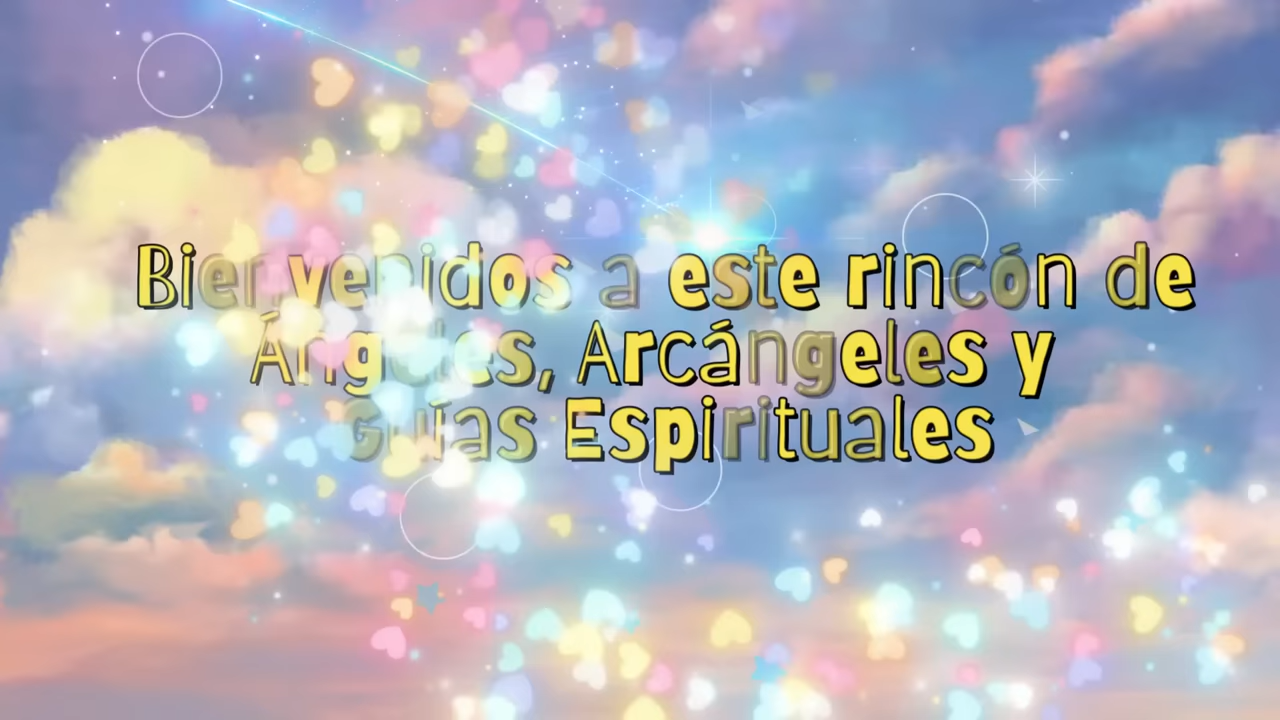 Bienvenidos a este rincón de
Ángeles, Arcángeles y
Guías Espirituales